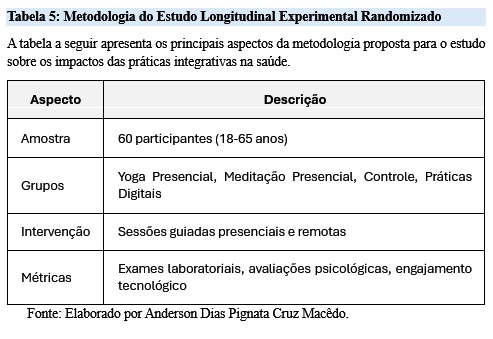 Tabela 5: Metodologia do Estudo Longitudinal Experimental Randomizado
A tabela a seguir apresenta os principais aspectos da metodologia proposta para o estudo
sobre os impactos das práticas integrativas na saúde.
Aspecto Descrição
Amostra 60 participantes (18-65 anos)
Grupos Yoga Presencial, Meditação Presencial, Controle, Práticas
Digitais
Intervenção Sessões guiadas presenciais e remotas
Métricas Exames laboratoriais, avaliações psicológicas, engajamento
tecnológico
Fonte: Elaborado por Anderson Dias Pignata Cruz Macêdo.